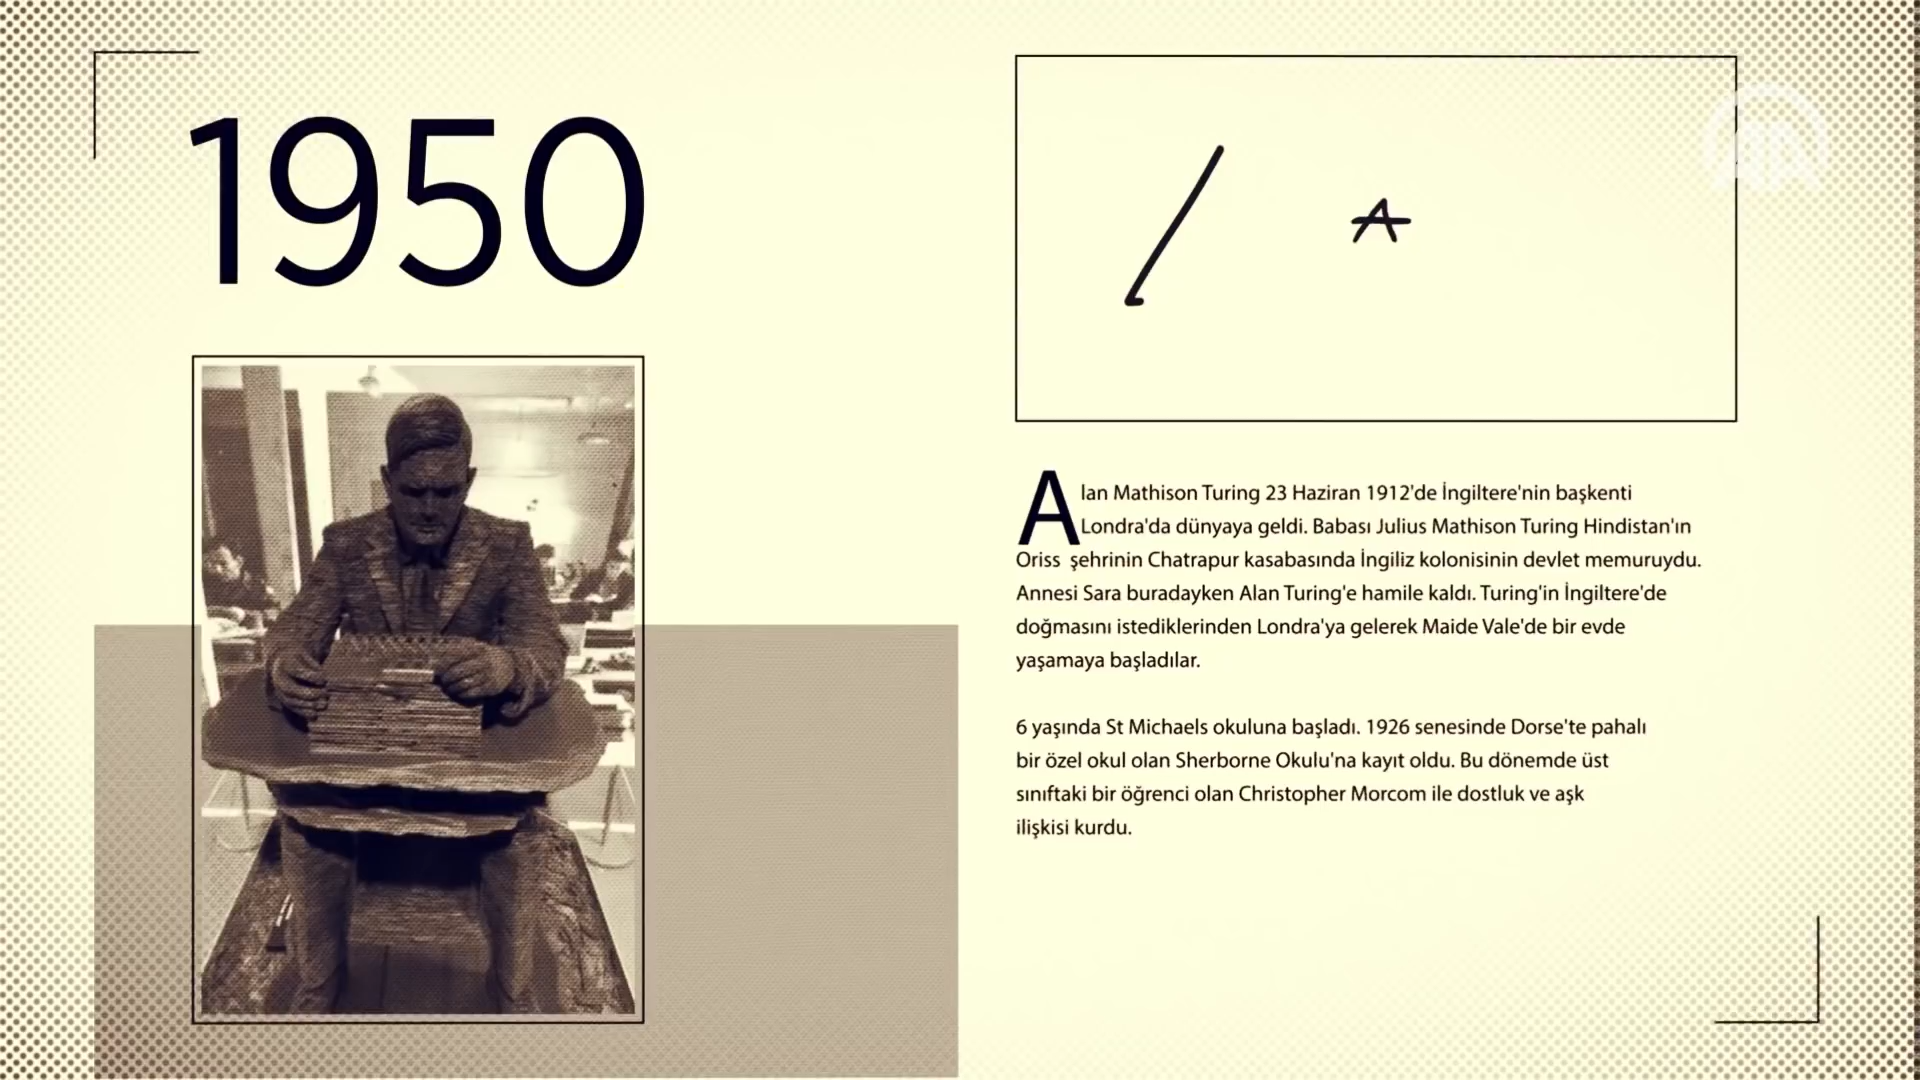 1950
Alan Mathison Turing 23 Haziran 1912'de İngiltere'nin başkenti
Londra'da dünyaya geldi. Babası Julius Mathison Turing Hindistan'ın
Oriss şehrinin Chatrapur kasabasında İngiliz kolonisinin devlet memuruydu.
Annesi Sara buradayken Alan Turing'e hamile kaldı. Turing'in İngiltere'de
doğmasını istediklerinden Londra'ya gelerek Maide Vale'de bir evde
yaşamaya başladılar.
6 yaşında St Michaels okuluna başladı. 1926 senesinde Dorse'te pahalı
bir özel okul olan Sherborne Okulu'na kayıt oldu. Bu dönemde üst
sınıftaki bir öğrenci olan Christopher Morcom ile dostluk ve aşk
ilişkisi kurdu.